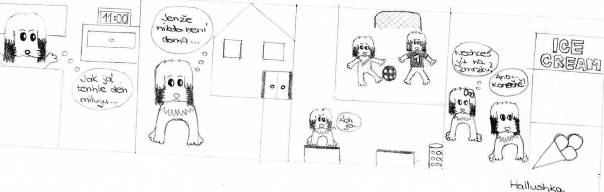 11:00
Jak já
tenhle den
miluju...
Jenže
nikdo není
doma...
Ach
jo.
Nechceš
jít na
zmrzku?
Ano!
Konečně!
ICE
CREAM
Hallushka